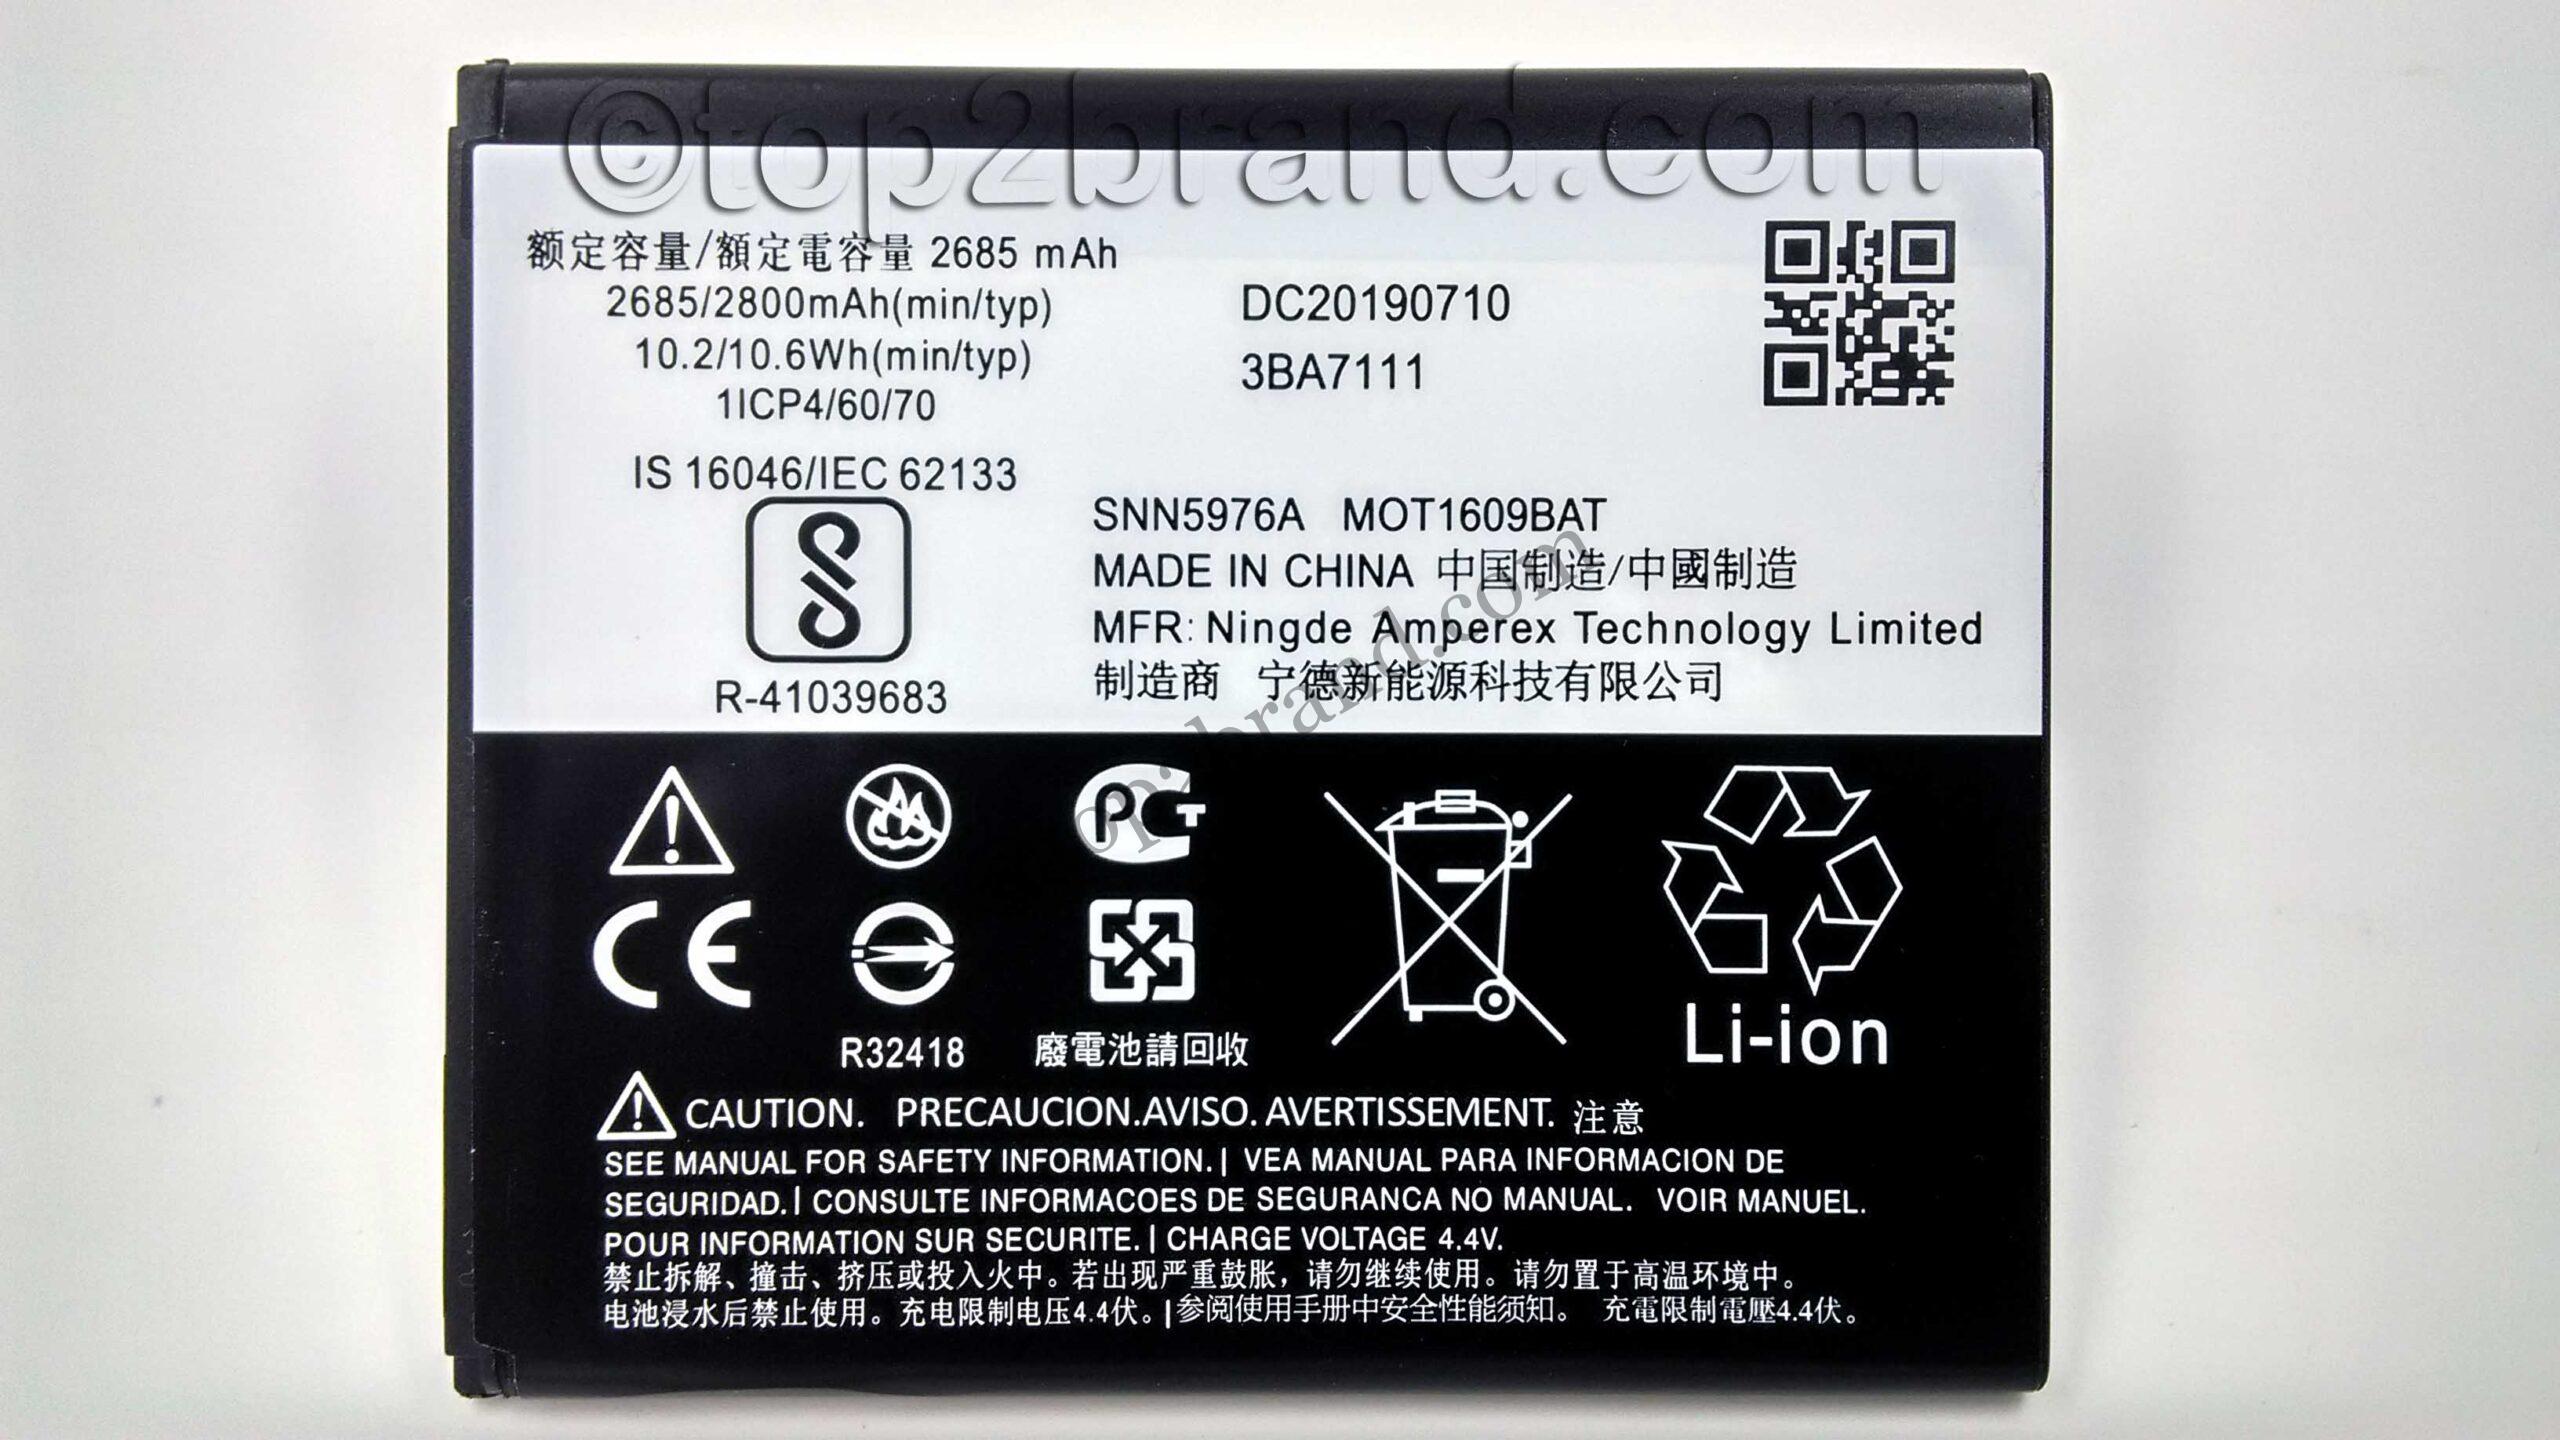 ©top2brand.com
额定容量/額定電容量 2685 mAh
2685/2800mAh(min/typ)
10.2/10.6Wh(min/typ)
1ICP4/60/70
DC20190710
3BA7111
IS 16046/IEC 62133
R-41039683
SNN5976A MOT1609BAT
MADE IN CHINA 中国制造/中國制造
MFR: Ningde Amperex Technology Limited
制造商 宁德新能源科技有限公司
top2brand.com
PCT
CE
R32418
廢電池請回收
Li-ion
CAUTION. PRECAUCION.AVISO. AVERTISSEMENT. 注意
SEE MANUAL FOR SAFETY INFORMATION.| VEA MANUAL PARA INFORMACION DE
SEGURIDAD.| CONSULTE INFORMACOES DE SEGURANCA NO MANUAL. VOIR MANUEL.
POUR INFORMATION SUR SECURITE.| CHARGE VOLTAGE 4.4V.
禁止拆解、撞击、挤压或投入火中。若出现严重鼓胀，请勿继续使用。请勿置于高温环境中。
电池浸水后禁止使用。充电限制电压4.4伏。|参阅使用手册中安全性能须知。 充電限制電壓4.4伏。